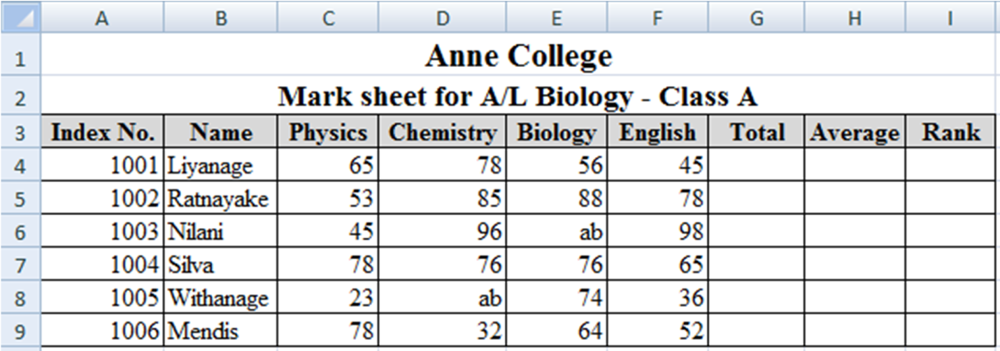 A B C D E F G H I
1 Anne College
2 Mark sheet for A/L Biology - Class A
3 Index No. Name Physics Chemistry Biology English Total Average Rank
4 1001 Liyanage 65 78 56 45
5 1002 Ratnayake 53 85 88 78
6 1003 Nilani 45 96 ab 98
7 1004 Silva 78 76 76 65
8 1005 Withanage 23 ab 74 36
9 1006 Mendis 78 32 64 52